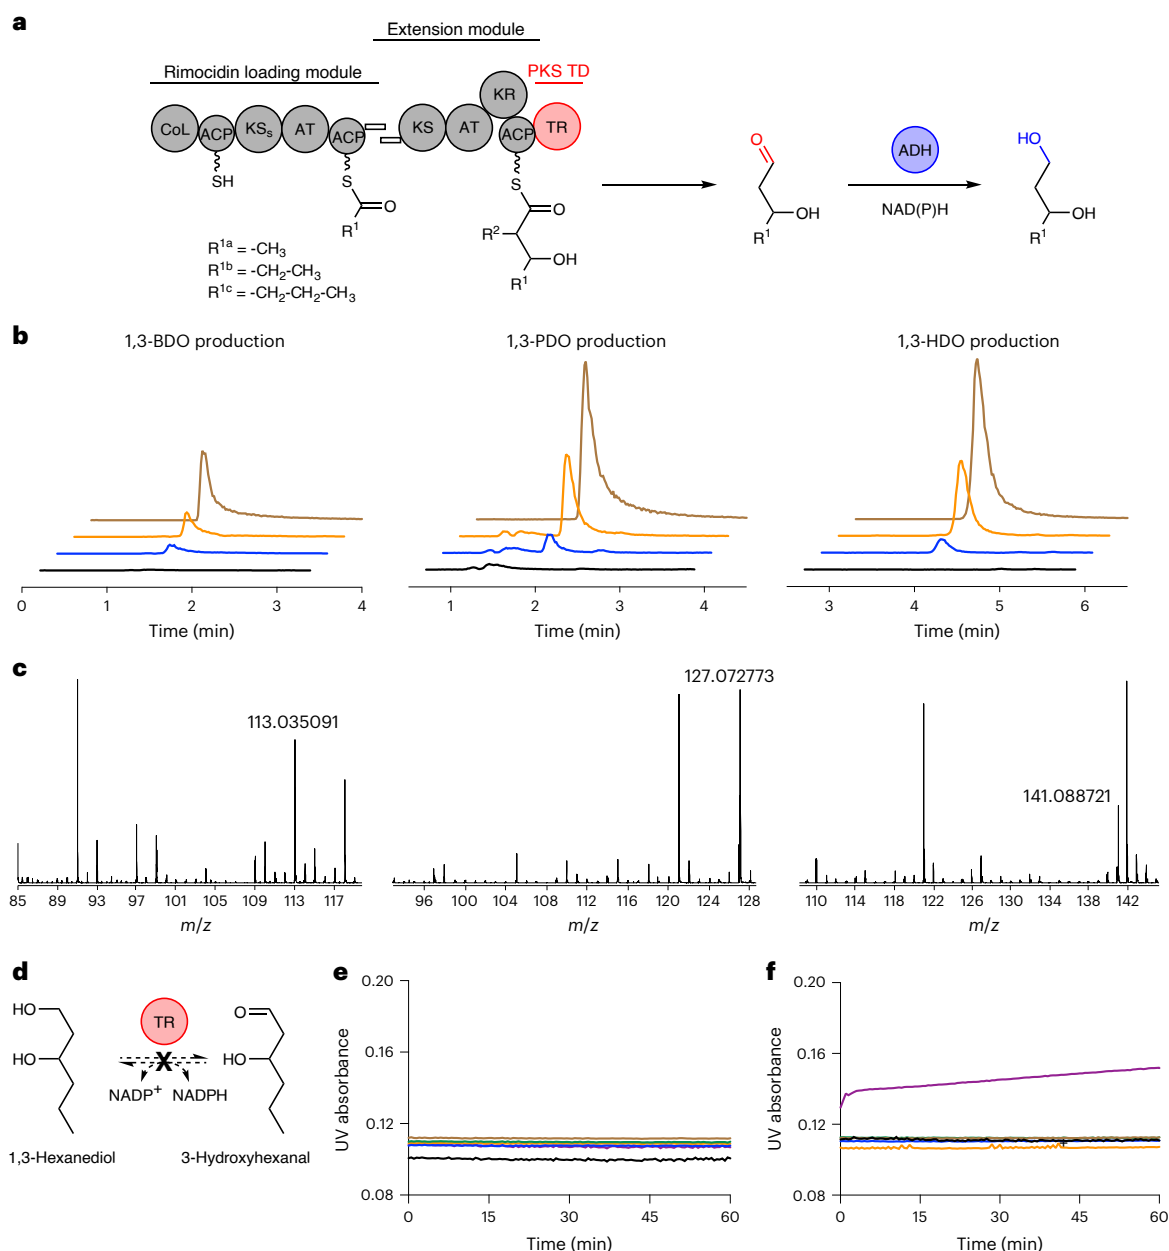 a
Extension module
Rimocidin loading module
PKS TD
CoL
ACP
KSs
AT
ACP
KS
AT
KR
ACP
TR
SH
S
O
R1
S
O
R2
OH
R1
R1a = -CH3
R1b = -CH2-CH3
R1c = -CH2-CH2-CH3
O
OH
R1
ADH
NAD(P)H
HO
OH
R1
b
1,3-BDO production
1,3-PDO production
1,3-HDO production
0 1 2 3 4
Time (min)
1 2 3 4
Time (min)
3 4 5 6
Time (min)
c
113.035091
85 89 93 97 101 105 109 113 117
m/z
127.072773
96 100 104 108 112 116 120 124 128
m/z
141.088721
110 114 118 122 126 130 134 138 142
m/z
d
HO
HO
TR
X
NADP+ NADPH
O
HO
1,3-Hexanediol
3-Hydroxyhexanal
e
UV absorbance
0.20
0.16
0.12
0.08
0 15 30 45 60
Time (min)
f
UV absorbance
0.20
0.16
0.12
0.08
0 15 30 45 60
Time (min)